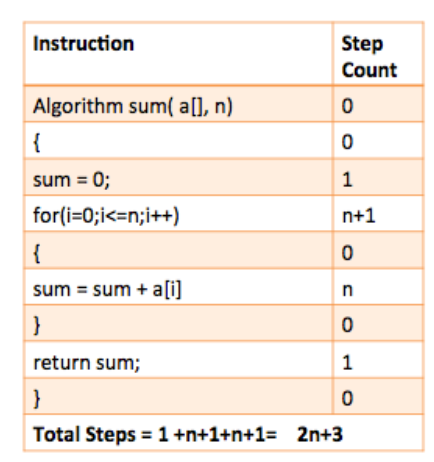 Instruction Step
Count
Algorithm sum( a[], n) 0
{ 0
sum = 0; 1
for(i=0;i<=n;i++) n+1
{ 0
sum = sum + a[i] n
} 0
return sum; 1
} 0
Total Steps = 1 +n+1+n+1= 2n+3